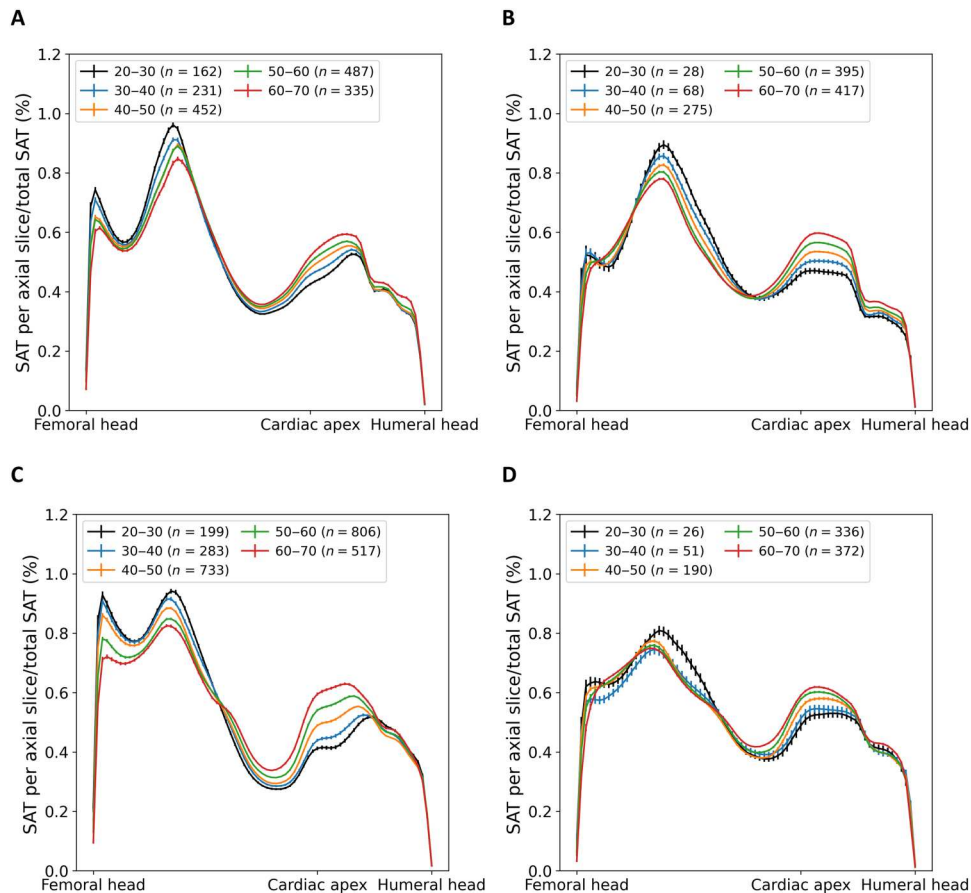 A
SAT per axial slice/total SAT (%)
1.2
1.0
0.8
0.6
0.4
0.2
0.0
20–30 (n = 162)
30–40 (n = 231)
40–50 (n = 452)
50–60 (n = 487)
60–70 (n = 335)
Femoral head
Cardiac apex
Humeral head
B
SAT per axial slice/total SAT (%)
1.2
1.0
0.8
0.6
0.4
0.2
0.0
20–30 (n = 28)
30–40 (n = 68)
40–50 (n = 275)
50–60 (n = 395)
60–70 (n = 417)
Femoral head
Cardiac apex
Humeral head
C
SAT per axial slice/total SAT (%)
1.2
1.0
0.8
0.6
0.4
0.2
0.0
20–30 (n = 199)
30–40 (n = 283)
40–50 (n = 733)
50–60 (n = 806)
60–70 (n = 517)
Femoral head
Cardiac apex
Humeral head
D
SAT per axial slice/total SAT (%)
1.2
1.0
0.8
0.6
0.4
0.2
0.0
20–30 (n = 26)
30–40 (n = 51)
40–50 (n = 190)
50–60 (n = 336)
60–70 (n = 372)
Femoral head
Cardiac apex
Humeral head